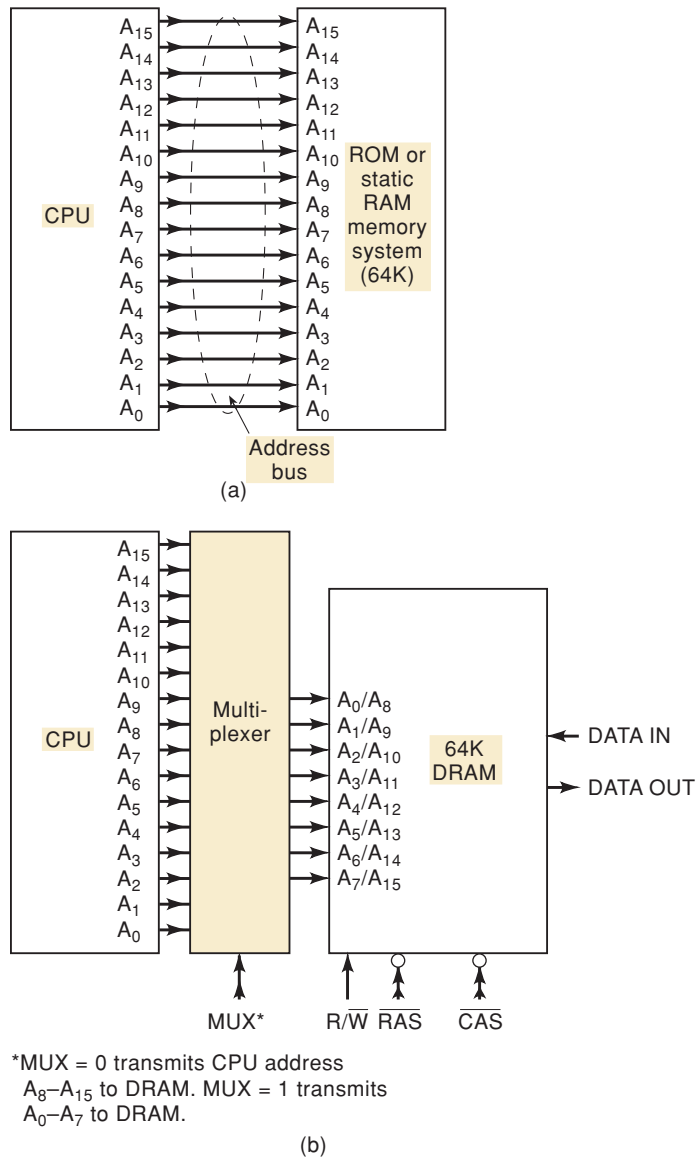 A₁₅ A₁₅
A₁₄ A₁₄
A₁₃ A₁₃
A₁₂ A₁₂
A₁₁ A₁₁
A₁₀ A₁₀
A₉ A₉
A₈ A₈
A₇ A₇
A₆ A₆
A₅ A₅
A₄ A₄
A₃ A₃
A₂ A₂
A₁ A₁
A₀ A₀
CPU
ROM or
static
RAM
memory
system
(64K)
Address
bus
(a)
A₁₅
A₁₄
A₁₃
A₁₂
A₁₁
A₁₀
A₉
A₈
A₇
A₆
A₅
A₄
A₃
A₂
A₁
A₀
CPU
Multi-
plexer
A₀/A₈
A₁/A₉
A₂/A₁₀
A₃/A₁₁
A₄/A₁₂
A₅/A₁₃
A₆/A₁₄
A₇/A₁₅
64K
DRAM
DATA IN
DATA OUT
MUX* R/W̅ R̅A̅S̅ C̅A̅S̅
*MUX = 0 transmits CPU address
A₈–A₁₅ to DRAM. MUX = 1 transmits
A₀–A₇ to DRAM.
(b)